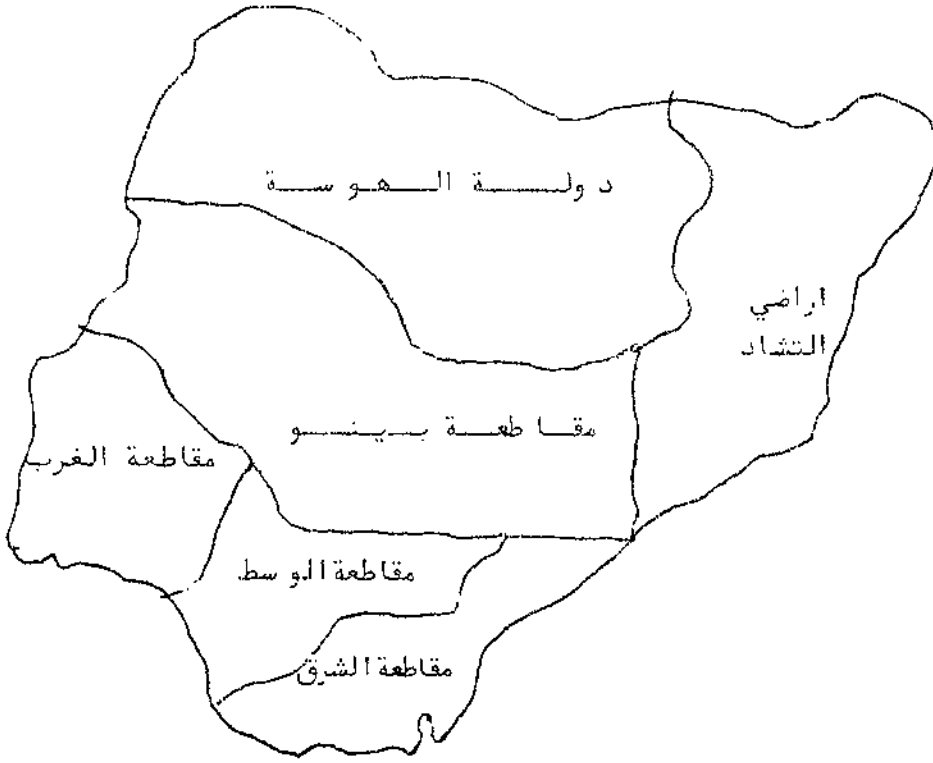 دولة الهوسة
اراضي
التشاد
مقاطعة بينو
مقاطعة الغرب
مقاطعة الوسط
مقاطعة الشرق